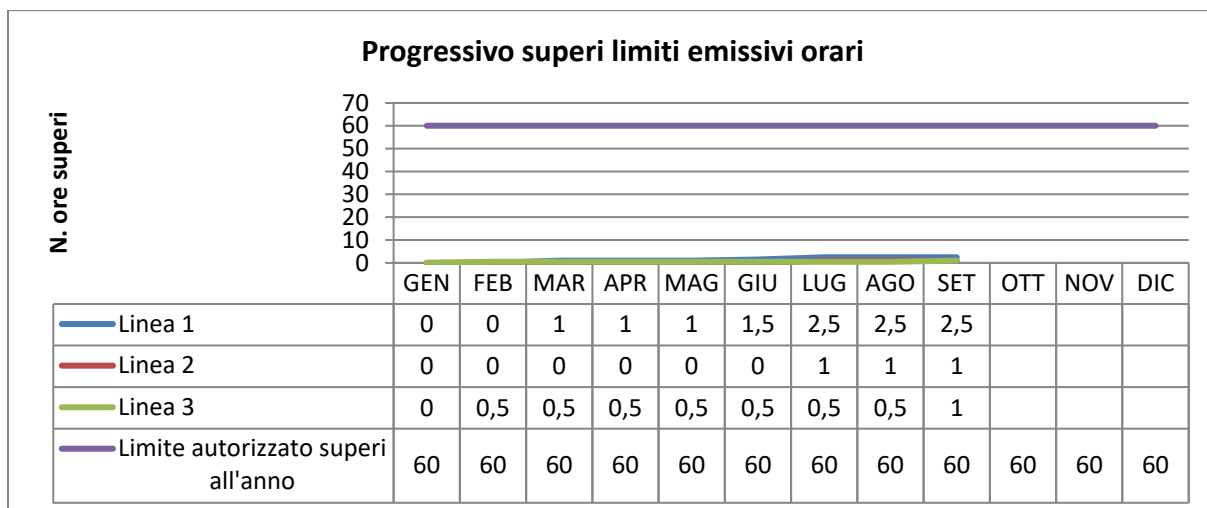 Progressivo superi limiti emissivi orari
N. ore superi
70
60
50
40
30
20
10
0
GEN FEB MAR APR MAG GIU LUG AGO SET OTT NOV DIC
Linea 1 0 0 1 1 1 1,5 2,5 2,5 2,5
Linea 2 0 0 0 0 0 0 1 1 1
Linea 3 0 0,5 0,5 0,5 0,5 0,5 0,5 0,5 1
Limite autorizzato superi
all'anno 60 60 60 60 60 60 60 60 60 60 60 60